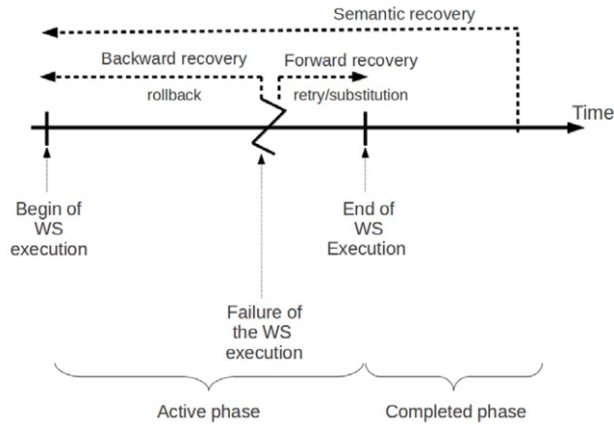 Semantic recovery
Backward recovery
Forward recovery
rollback
retry/substitution
Time
Begin of
WS
execution
End of
WS
Execution
Failure of
the WS
execution
Active phase
Completed phase